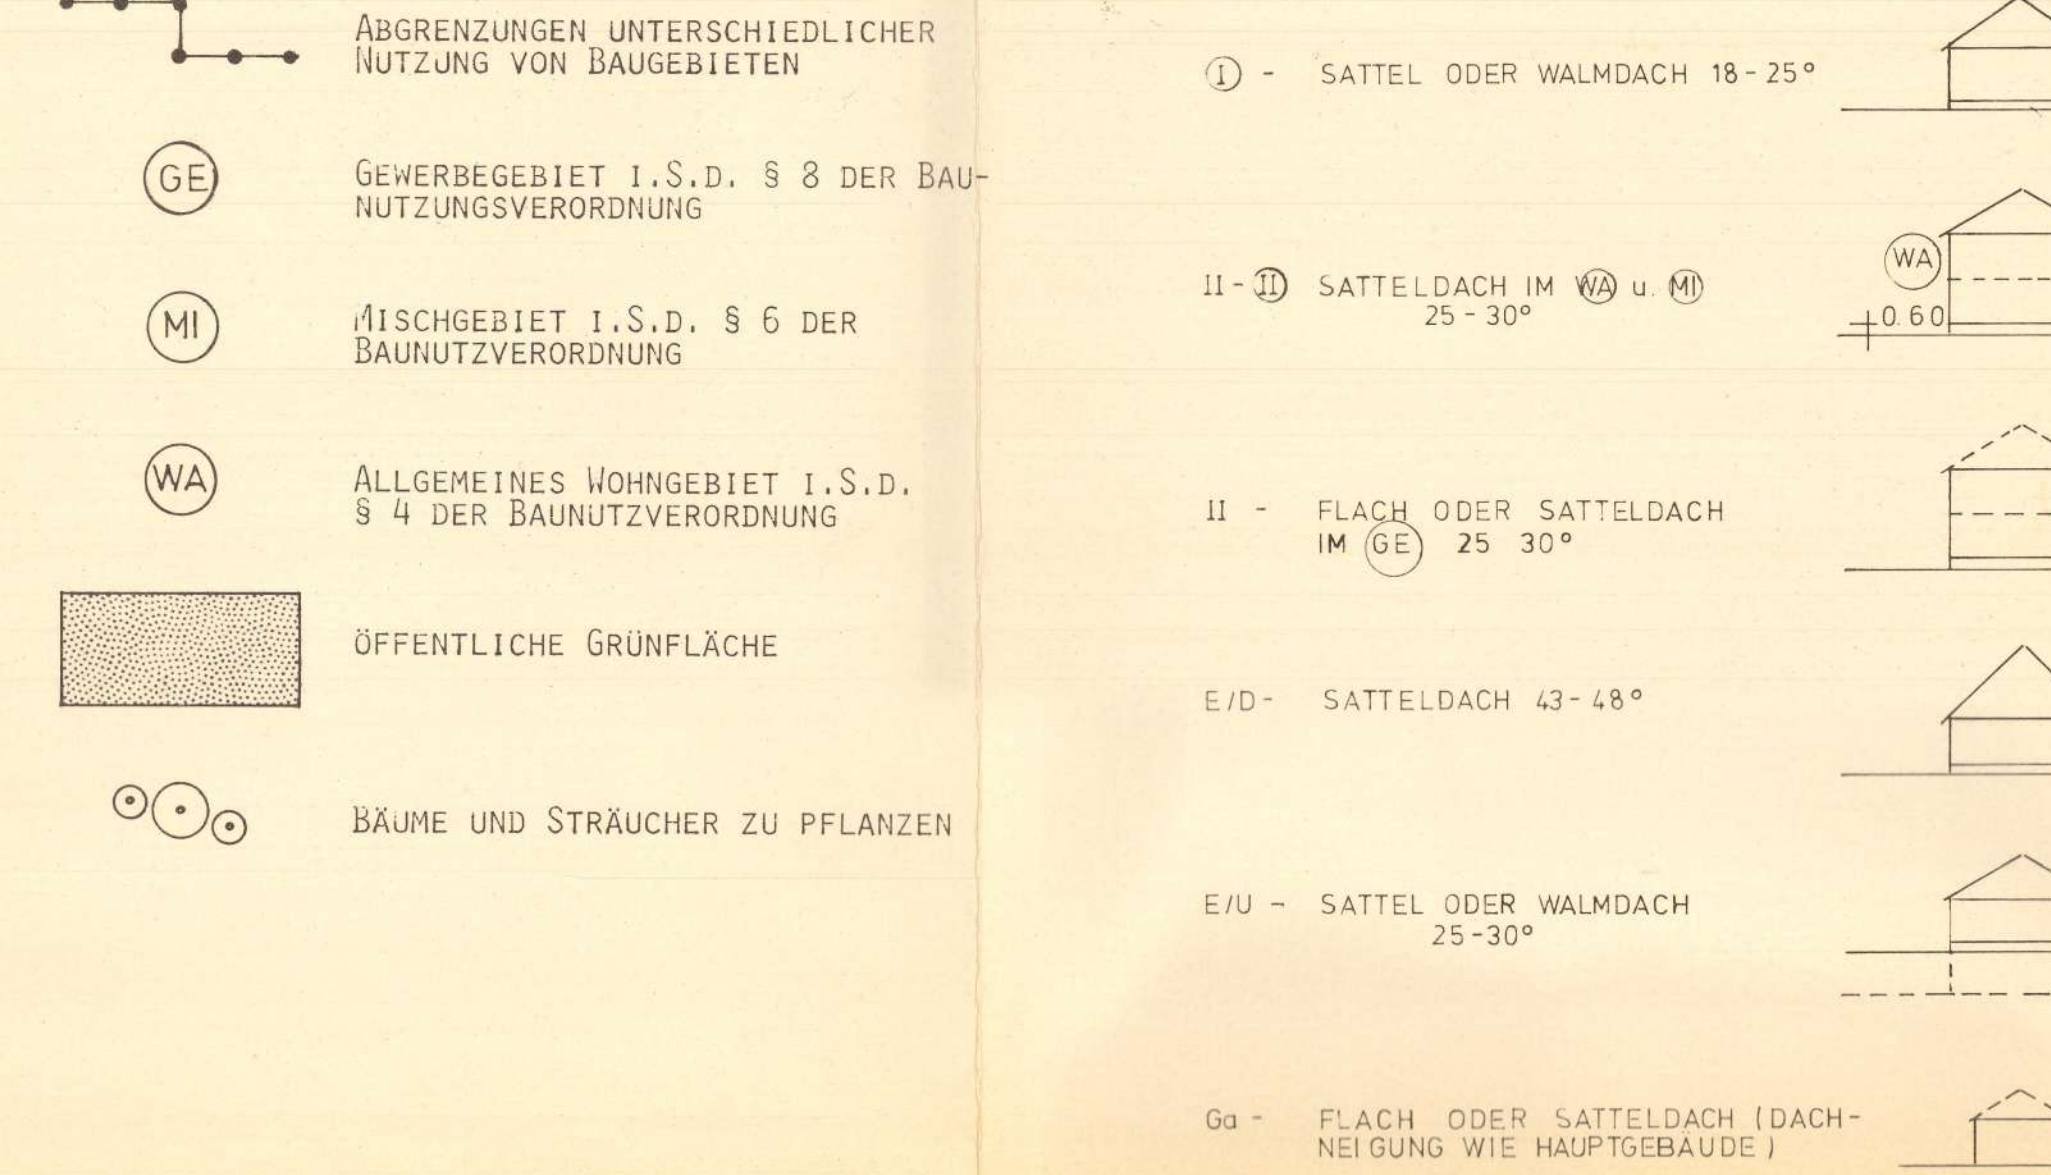 ABGRENZUNGEN UNTERSCHIEDLICHER
NUTZUNG VON BAUGEBIETEN
GE
GEWERBEGEBIET I.S.D. § 8 DER BAU-
NUTZUNGSVERORDNUNG
MI
MISCHGEBIET I.S.D. § 6 DER
BAUNUTZVERORDNUNG
WA
ALLGEMEINES WOHNGEBIET I.S.D.
§ 4 DER BAUNUTZVERORDNUNG
ÖFFENTLICHE GRÜNFLÄCHE
BÄUME UND STRÄUCHER ZU PFLANZEN
I - SATTEL ODER WALMDACH 18-25°
II - II SATTELDACH IM WA u. MI
25-30°
WA
0.60
II - FLACH ODER SATTELDACH
IM GE 25 30°
E/D- SATTELDACH 43-48°
E/U - SATTEL ODER WALMDACH
25-30°
Ga - FLACH ODER SATTELDACH (DACH-
NEIGUNG WIE HAUPTGEBÄUDE)